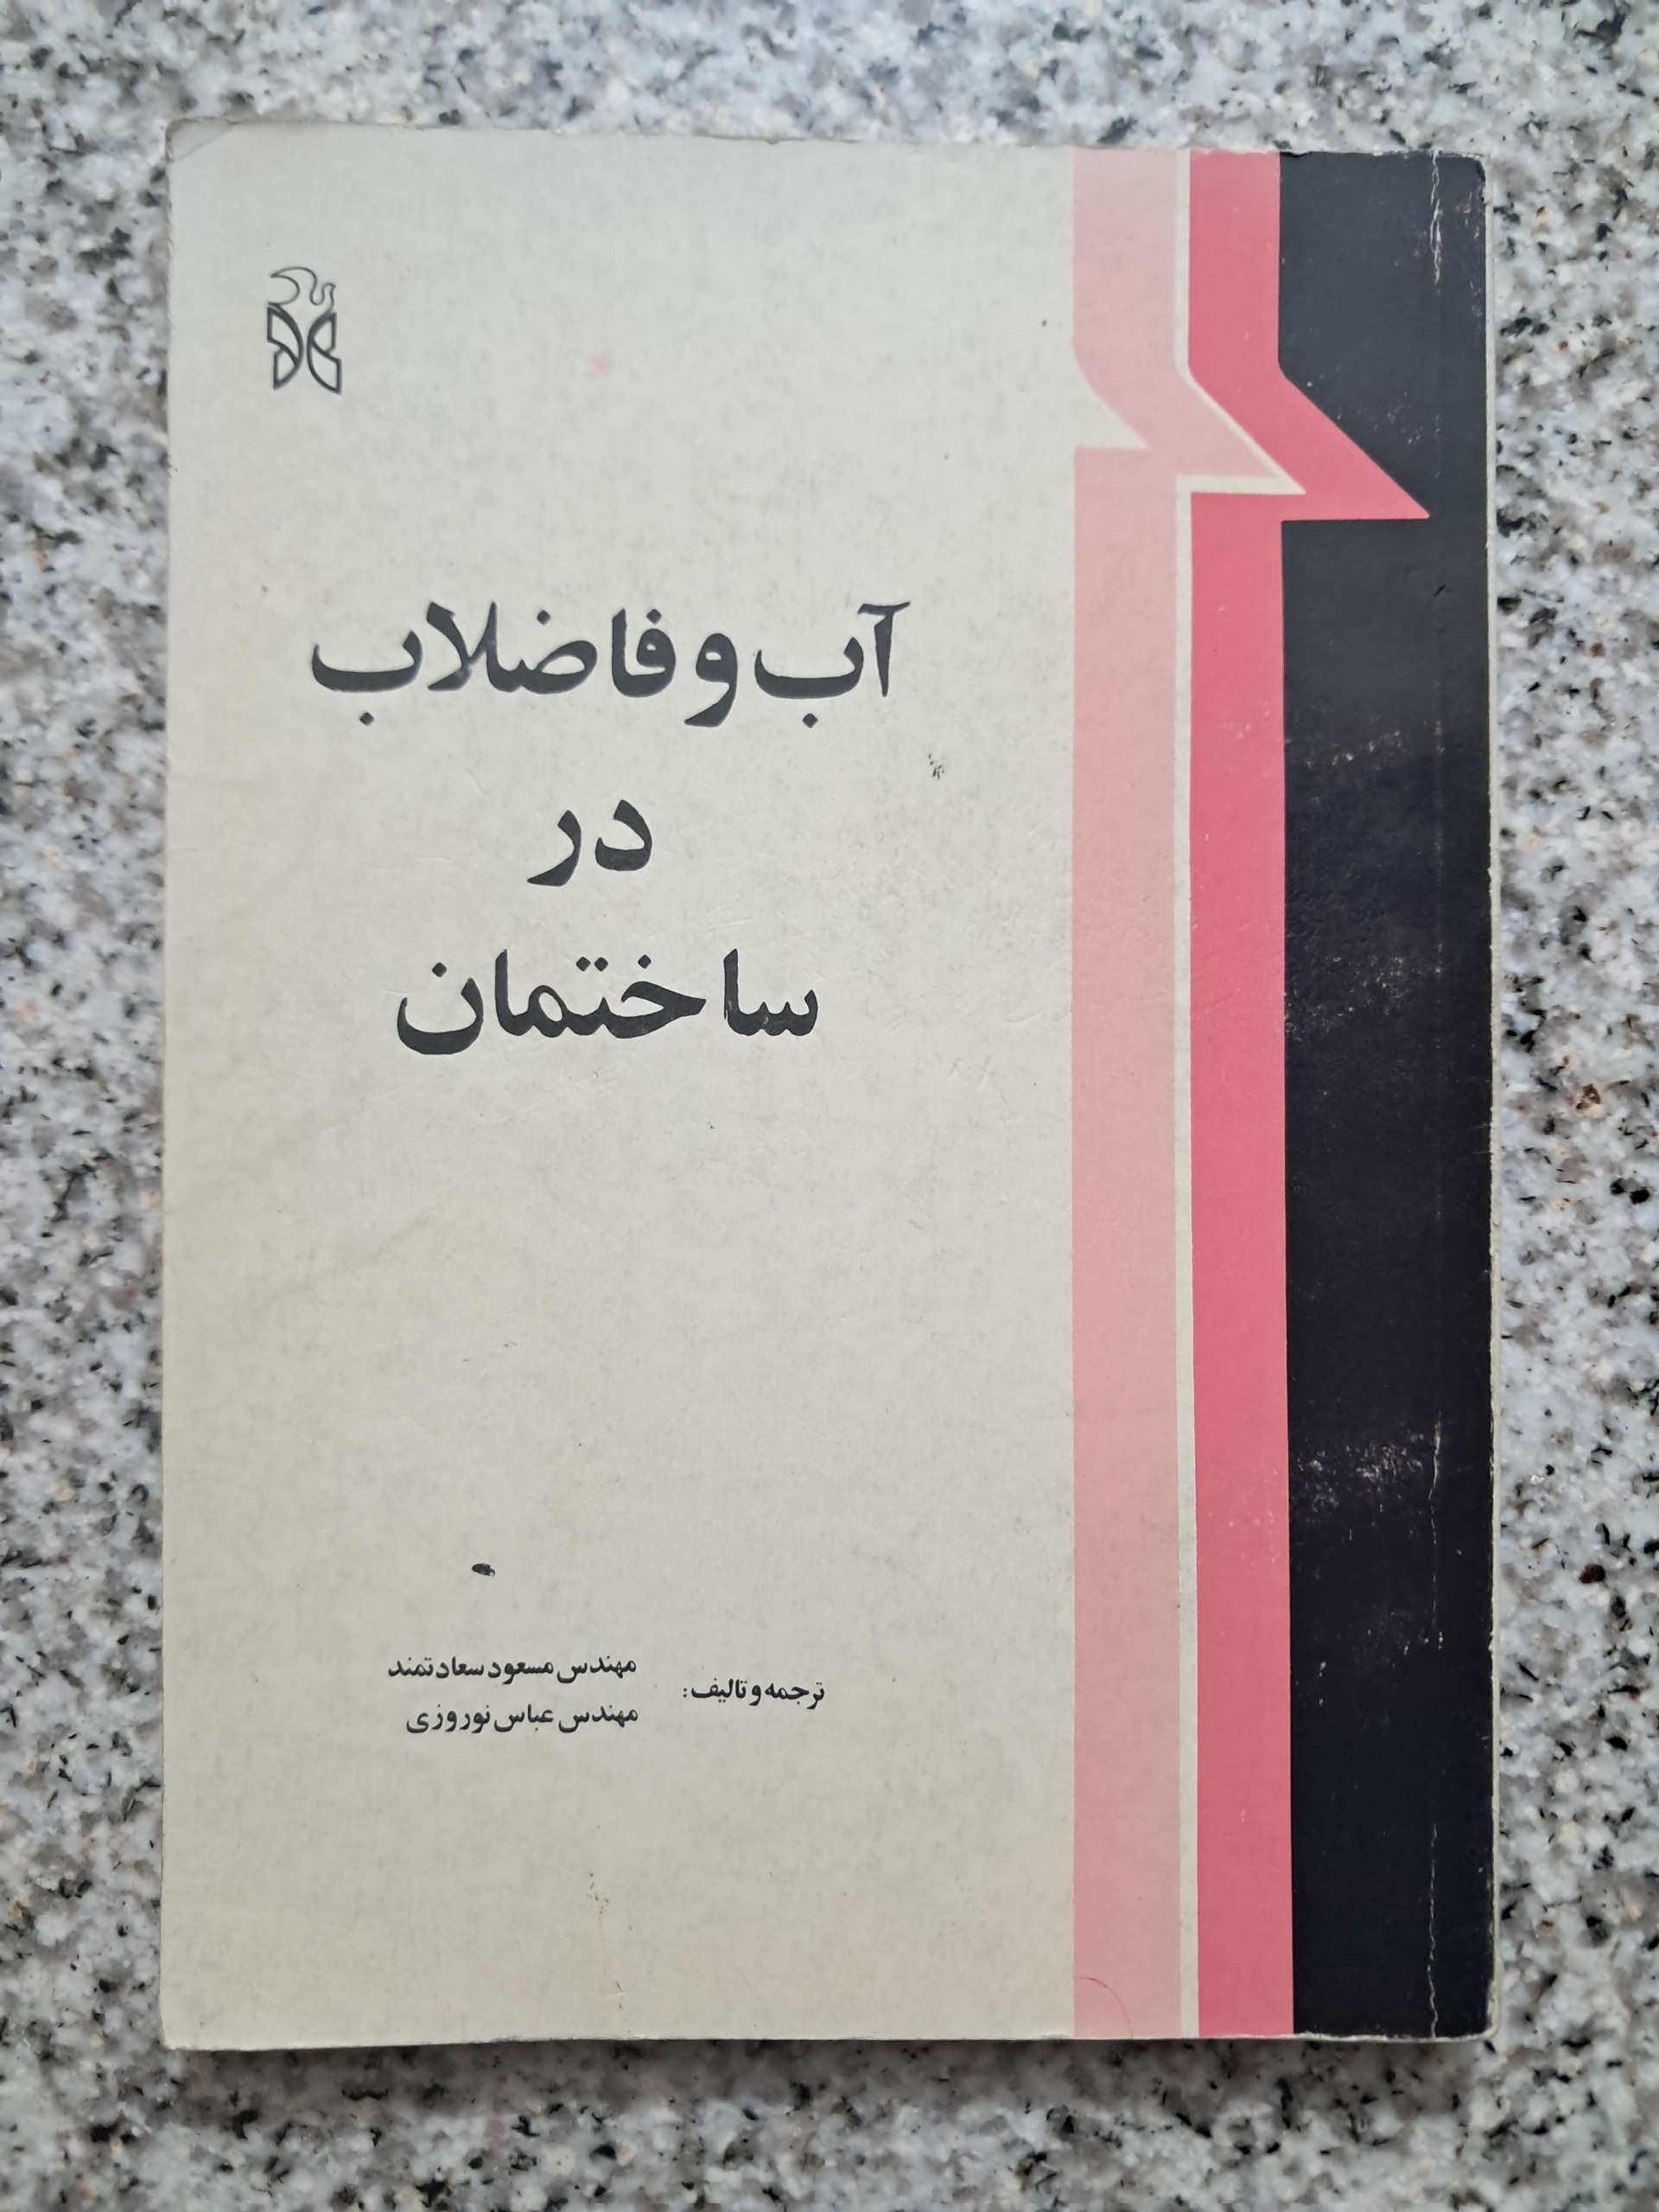 آب و فاضلاب
در
ساختمان
ترجمه و تالیف:
مهندس مسعود سعادتمند
مهندس عباس نوروزی